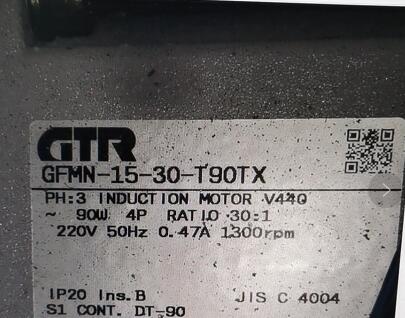 GTR
GFMN-15-30-T90TX
PH:3 INDUCTION MOTOR V44Q
~ 90W 4P RATIO 30:1
220V 50Hz 0.47A 1300rpm
IP20 Ins.B JIS C 4004
S1 CONT. DT-90